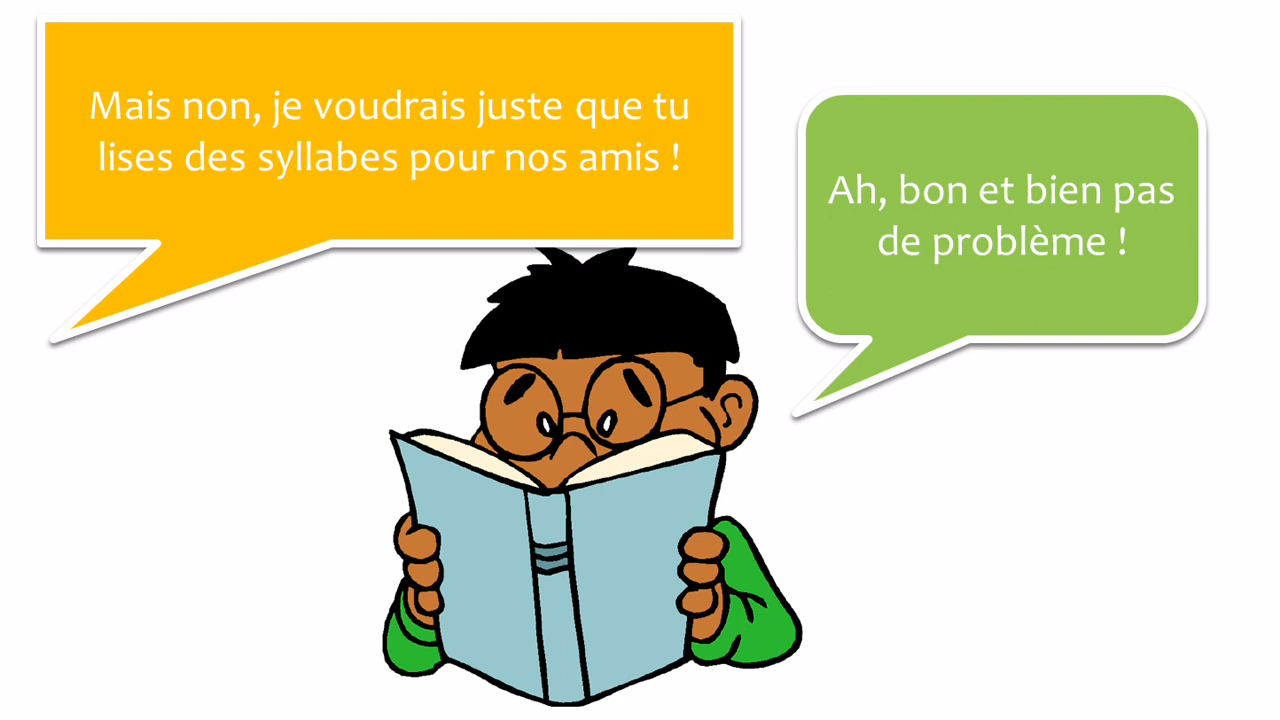 Mais non, je voudrais juste que tu
lises des syllabes pour nos amis !
Ah, bon et bien pas
de problème !